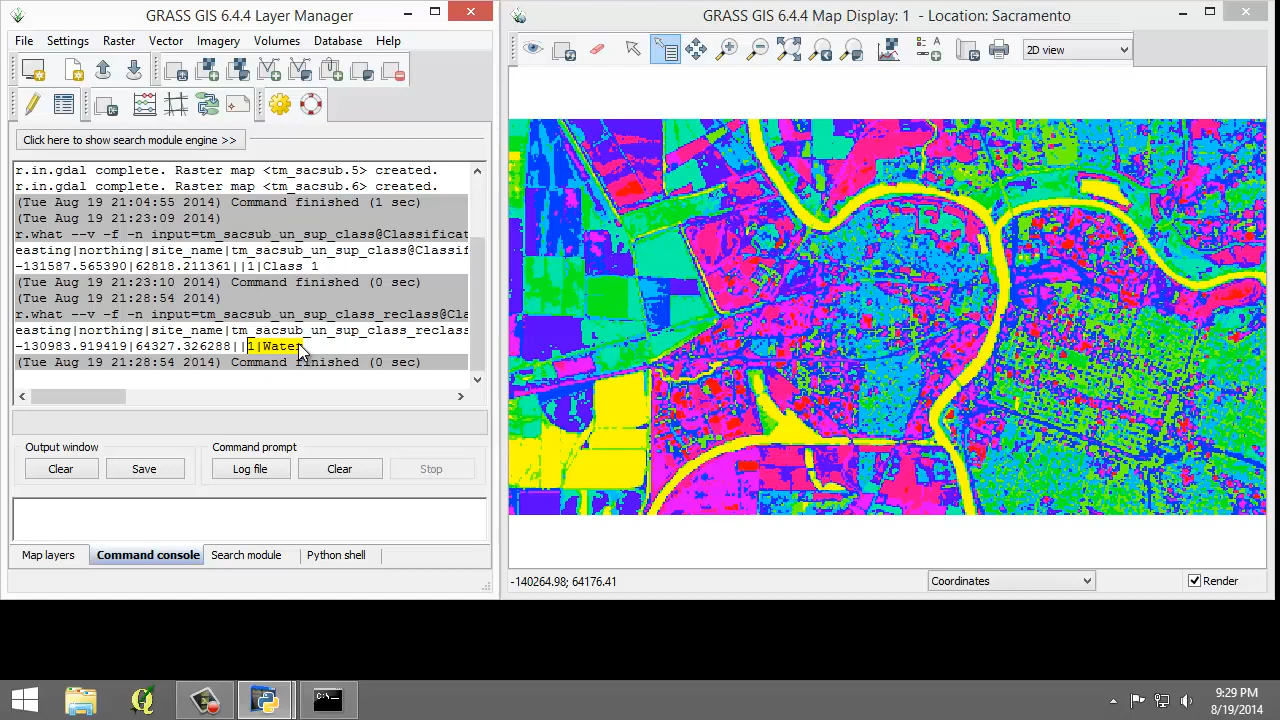 GRASS GIS 6.4.4 Layer Manager
File Settings Raster Vector Imagery Volumes Database Help
Click here to show search module engine >>
r.in.gdal complete. Raster map <tm_sacsub.5> created.
r.in.gdal complete. Raster map <tm_sacsub.6> created.
(Tue Aug 19 21:04:55 2014) Command finished (1 sec)
(Tue Aug 19 21:23:09 2014)
r.what --v -f -n input=tm_sacsub_un_sup_class@Classificat
easting|northing|site_name|tm_sacsub_un_sup_class@Classif
-131587.565390|62818.211361||1|Class 1
(Tue Aug 19 21:23:10 2014) Command finished (0 sec)
(Tue Aug 19 21:28:54 2014)
r.what --v -f -n input=tm_sacsub_un_sup_class_reclass@Cla
easting|northing|site_name|tm_sacsub_un_sup_class_reclass
-130983.919419|64327.326288||1|Water
(Tue Aug 19 21:28:54 2014) Command finished (0 sec)
Output window
Command prompt
Clear Save Log file Clear Stop
Map layers Command console Search module Python shell
GRASS GIS 6.4.4 Map Display: 1 - Location: Sacramento
2D view
-140264.98; 64176.41
Coordinates
Render
9:29 PM
8/19/2014